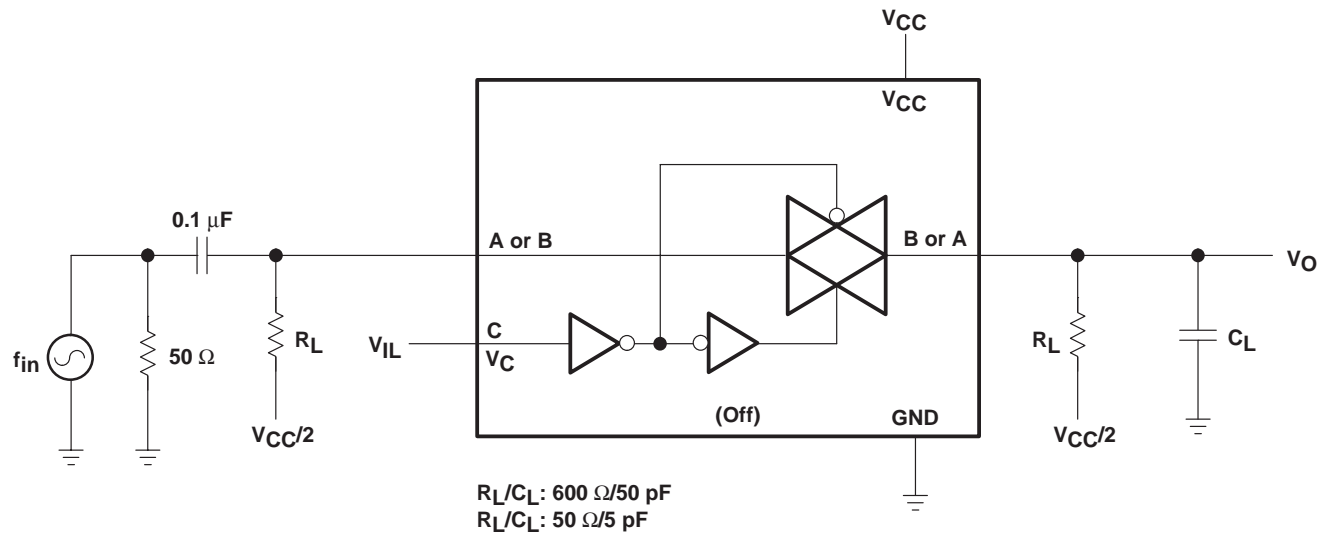 VCC
VCC
0.1 μF
A or B
B or A
VO
fin
50 Ω
RL
VCC/2
VIL
C
VC
(Off)
GND
RL
VCC/2
CL
RL/CL: 600 Ω/50 pF
RL/CL: 50 Ω/5 pF